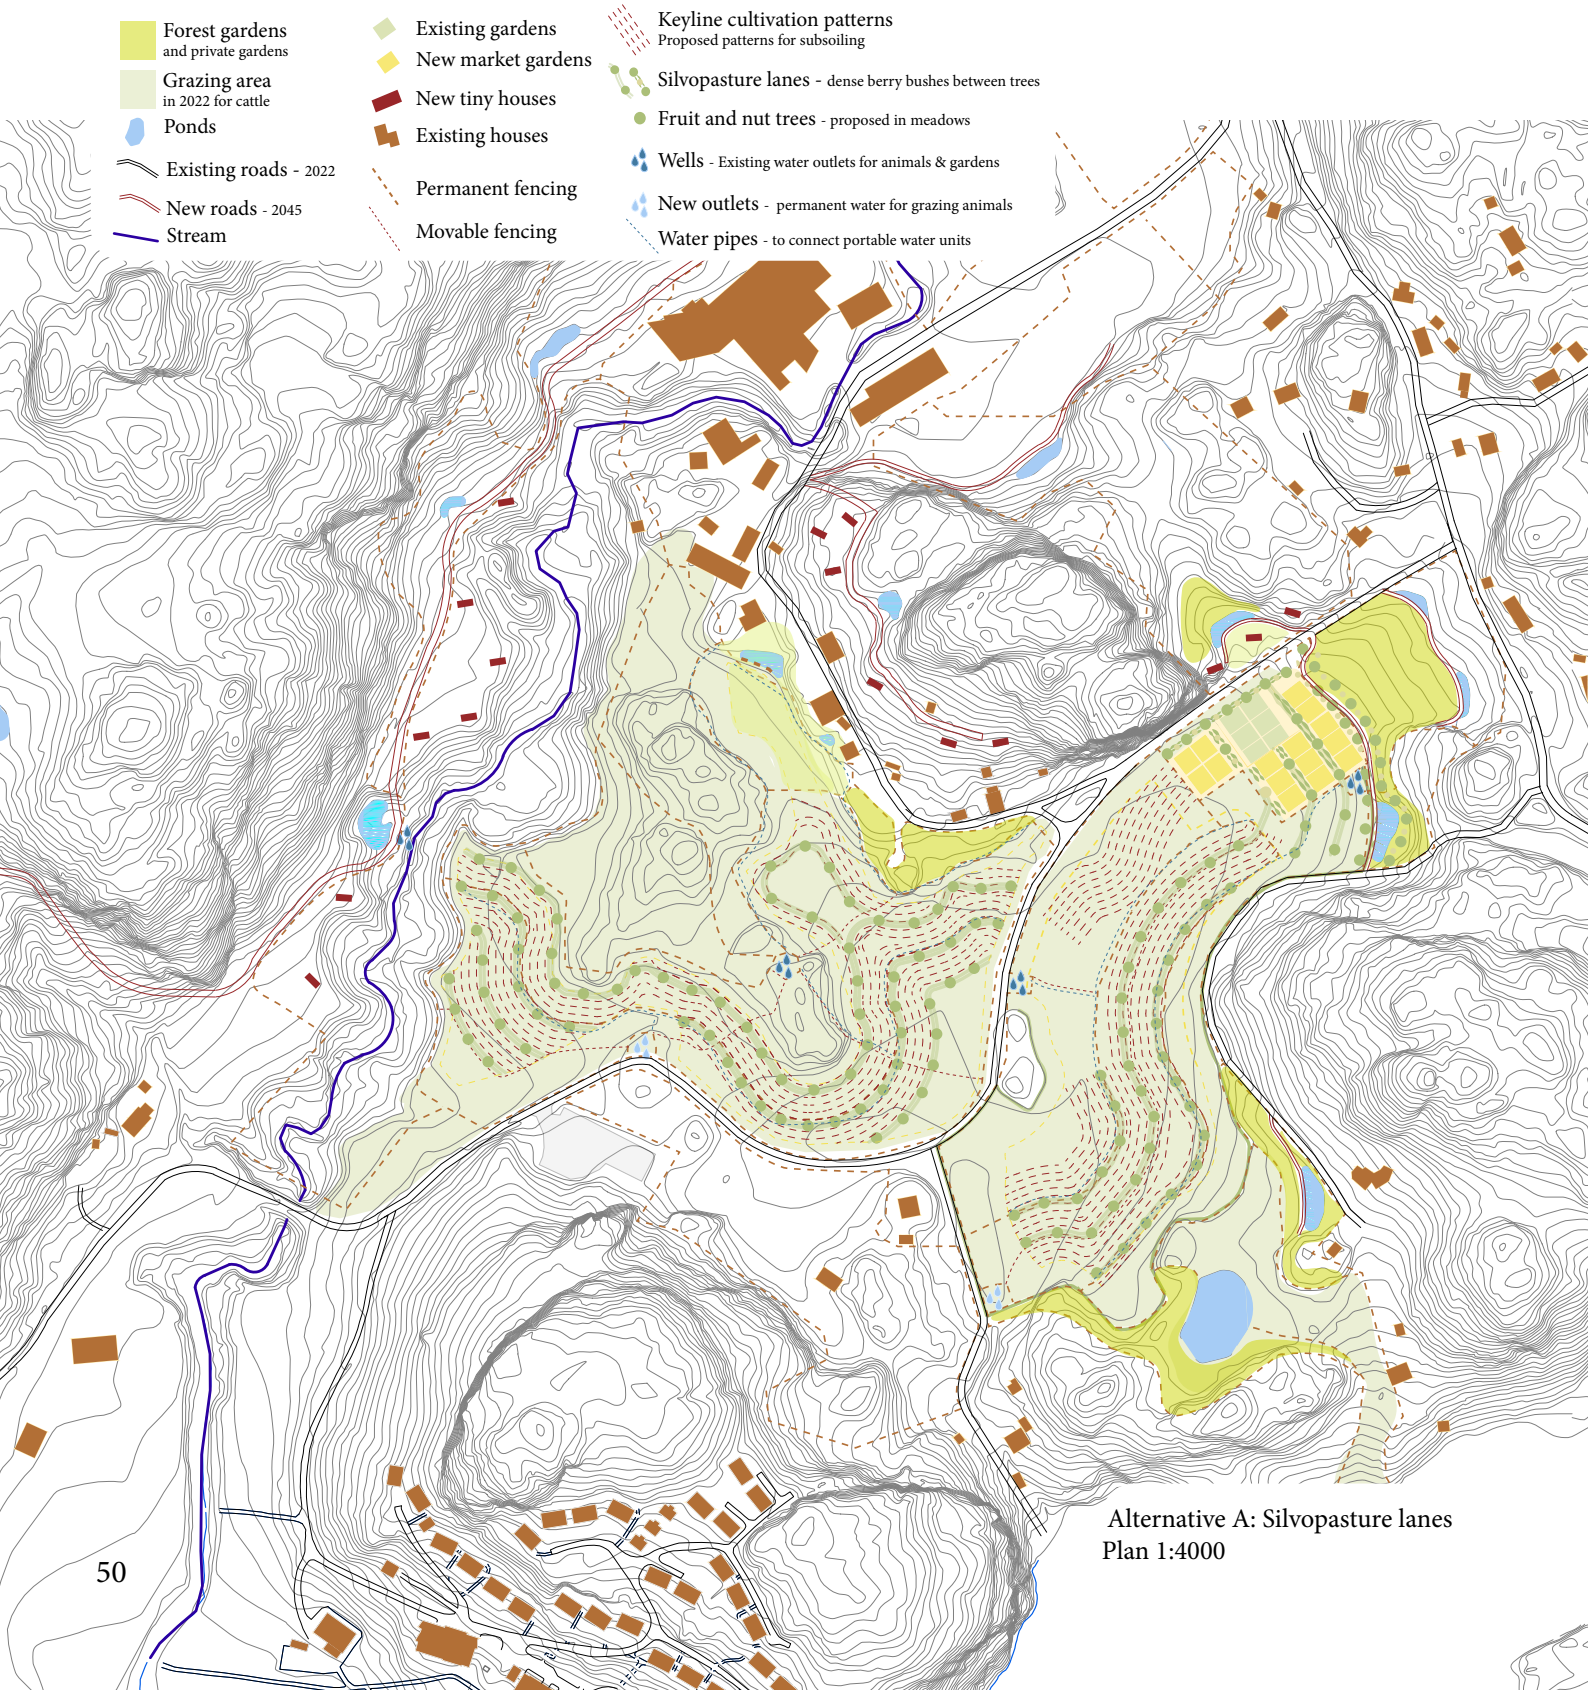 Forest gardens
and private gardens
Grazing area
in 2022 for cattle
Ponds
Existing roads - 2022
New roads - 2045
Stream
Existing gardens
New market gardens
New tiny houses
Existing houses
Permanent fencing
Movable fencing
Keyline cultivation patterns
Proposed patterns for subsoiling
Silvopasture lanes - dense berry bushes between trees
Fruit and nut trees - proposed in meadows
Wells - Existing water outlets for animals & gardens
New outlets - permanent water for grazing animals
Water pipes - to connect portable water units
Alternative A: Silvopasture lanes
Plan 1:4000
50